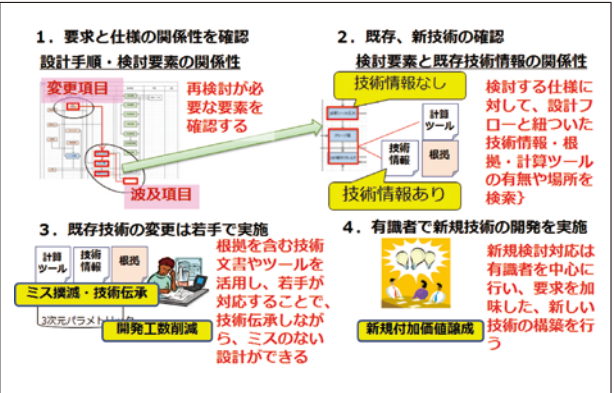 1．要求と仕様の関係性を確認
設計手順・検討要素の関係性
変更項目
再検討が必
要な要素を
確認する
波及項目
2．既存、新技術の確認
検討要素と既存技術情報の関係性
技術情報なし
計算
ツール
技術
情報
根拠
技術情報あり
検討する仕様に
対して、設計フ
ローと紐ついた
技術情報・根
拠・計算ツール
の有無や場所を
検索}
3．既存技術の変更は若手で実施
計算
ツール
技術
情報
根拠
ミス撲滅・技術伝承
3次元パラメトリック
開発工数削減
根拠を含む技術
文書やツールを
活用し、若手が
対応することで、
技術伝承しなが
ら、ミスのない
設計ができる
4．有識者で新規技術の開発を実施
新規付加価値醸成
新規検討対応は
有識者を中心に
行い、要求を加
味した、新しい
技術の構築を行
う